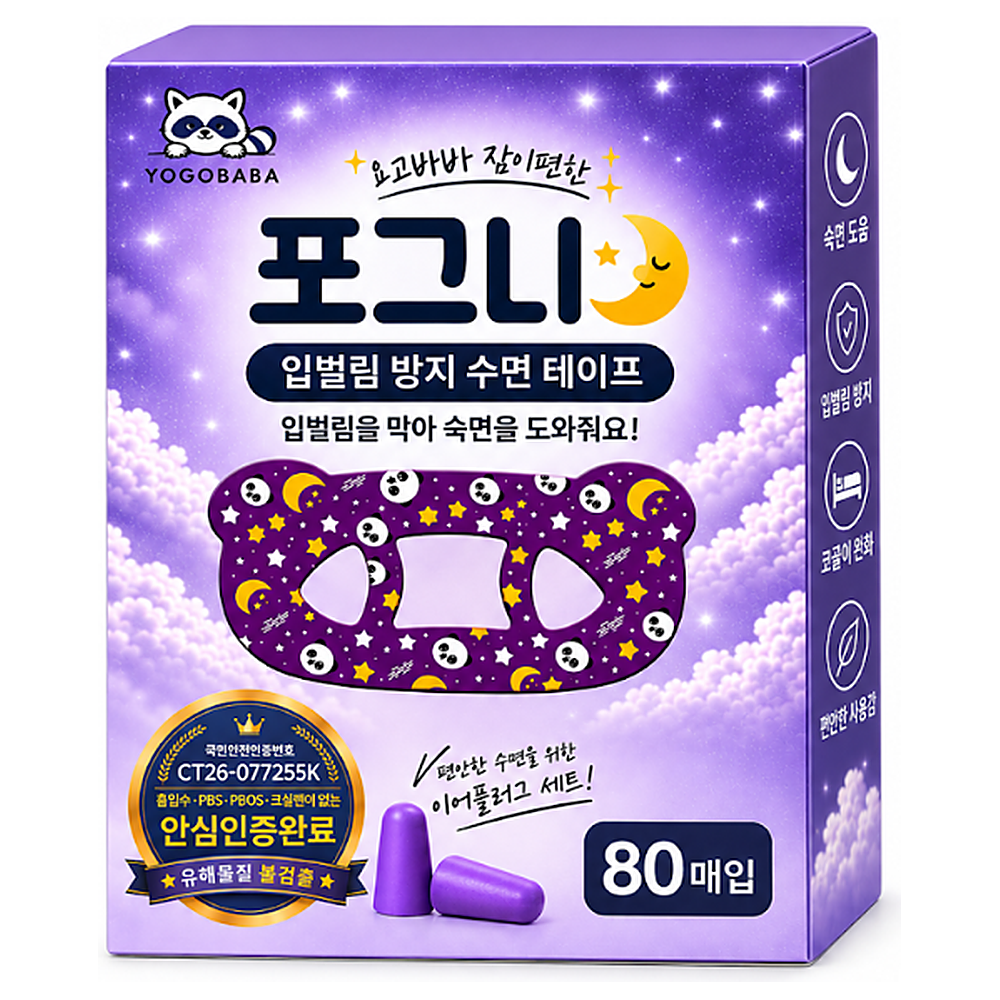 YOGOBABA
요고바바 잠이편한
포그니
입벌림 방지 수면 테이프
입벌림을 막아 숙면을 도와줘요!
국민안전인증번호
CT26-077255K
흡입수·PBS·PBOS·크실렌이 없는
안심인증완료
유해물질 불검출
편안한 수면을 위한
이어플러그 세트!
80매입
숙면 도움
입벌림 방지
코골이 완화
편안한 사용감